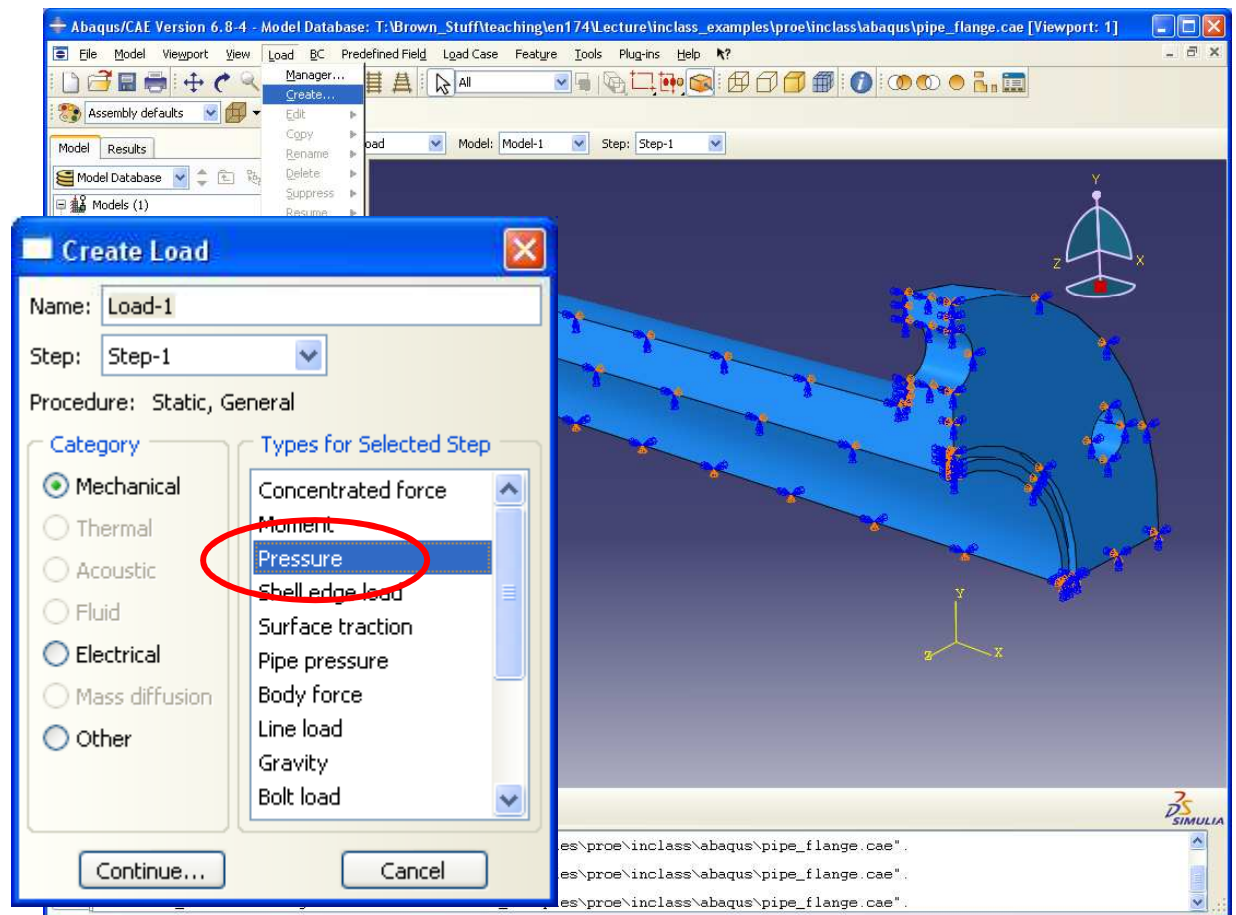 Abaqus/CAE Version 6.8-4 - Model Database: T:\Brown_Stuff\teaching\en174\Lecture\inclass_examples\proe\inclass\abaqus\pipe_flange.cae [Viewport: 1]
File Model Viewport View Load BC Predefined Field Load Case Feature Tools Plug-ins Help
Manager...
All
Create...
Assembly defaults
Edit
Copy
Model: Model-1 Step: Step-1
Model Results
Rename
Model Database
Delete
Suppress
Models (1)
Resume
Y
Z X
Create Load
Name: Load-1
Step: Step-1
Procedure: Static, General
Category
Types for Selected Step
Mechanical
Thermal
Acoustic
Fluid
Electrical
Mass diffusion
Other
Concentrated force
Moment
Pressure
Shell edge load
Surface traction
Pipe pressure
Body force
Line load
Gravity
Bolt load
Continue... Cancel
Y
Z X
SIMULIA
es\proe\inclass\abaqus\pipe_flange.cae".
es\proe\inclass\abaqus\pipe_flange.cae".
es\proe\inclass\abaqus\pipe_flange.cae".